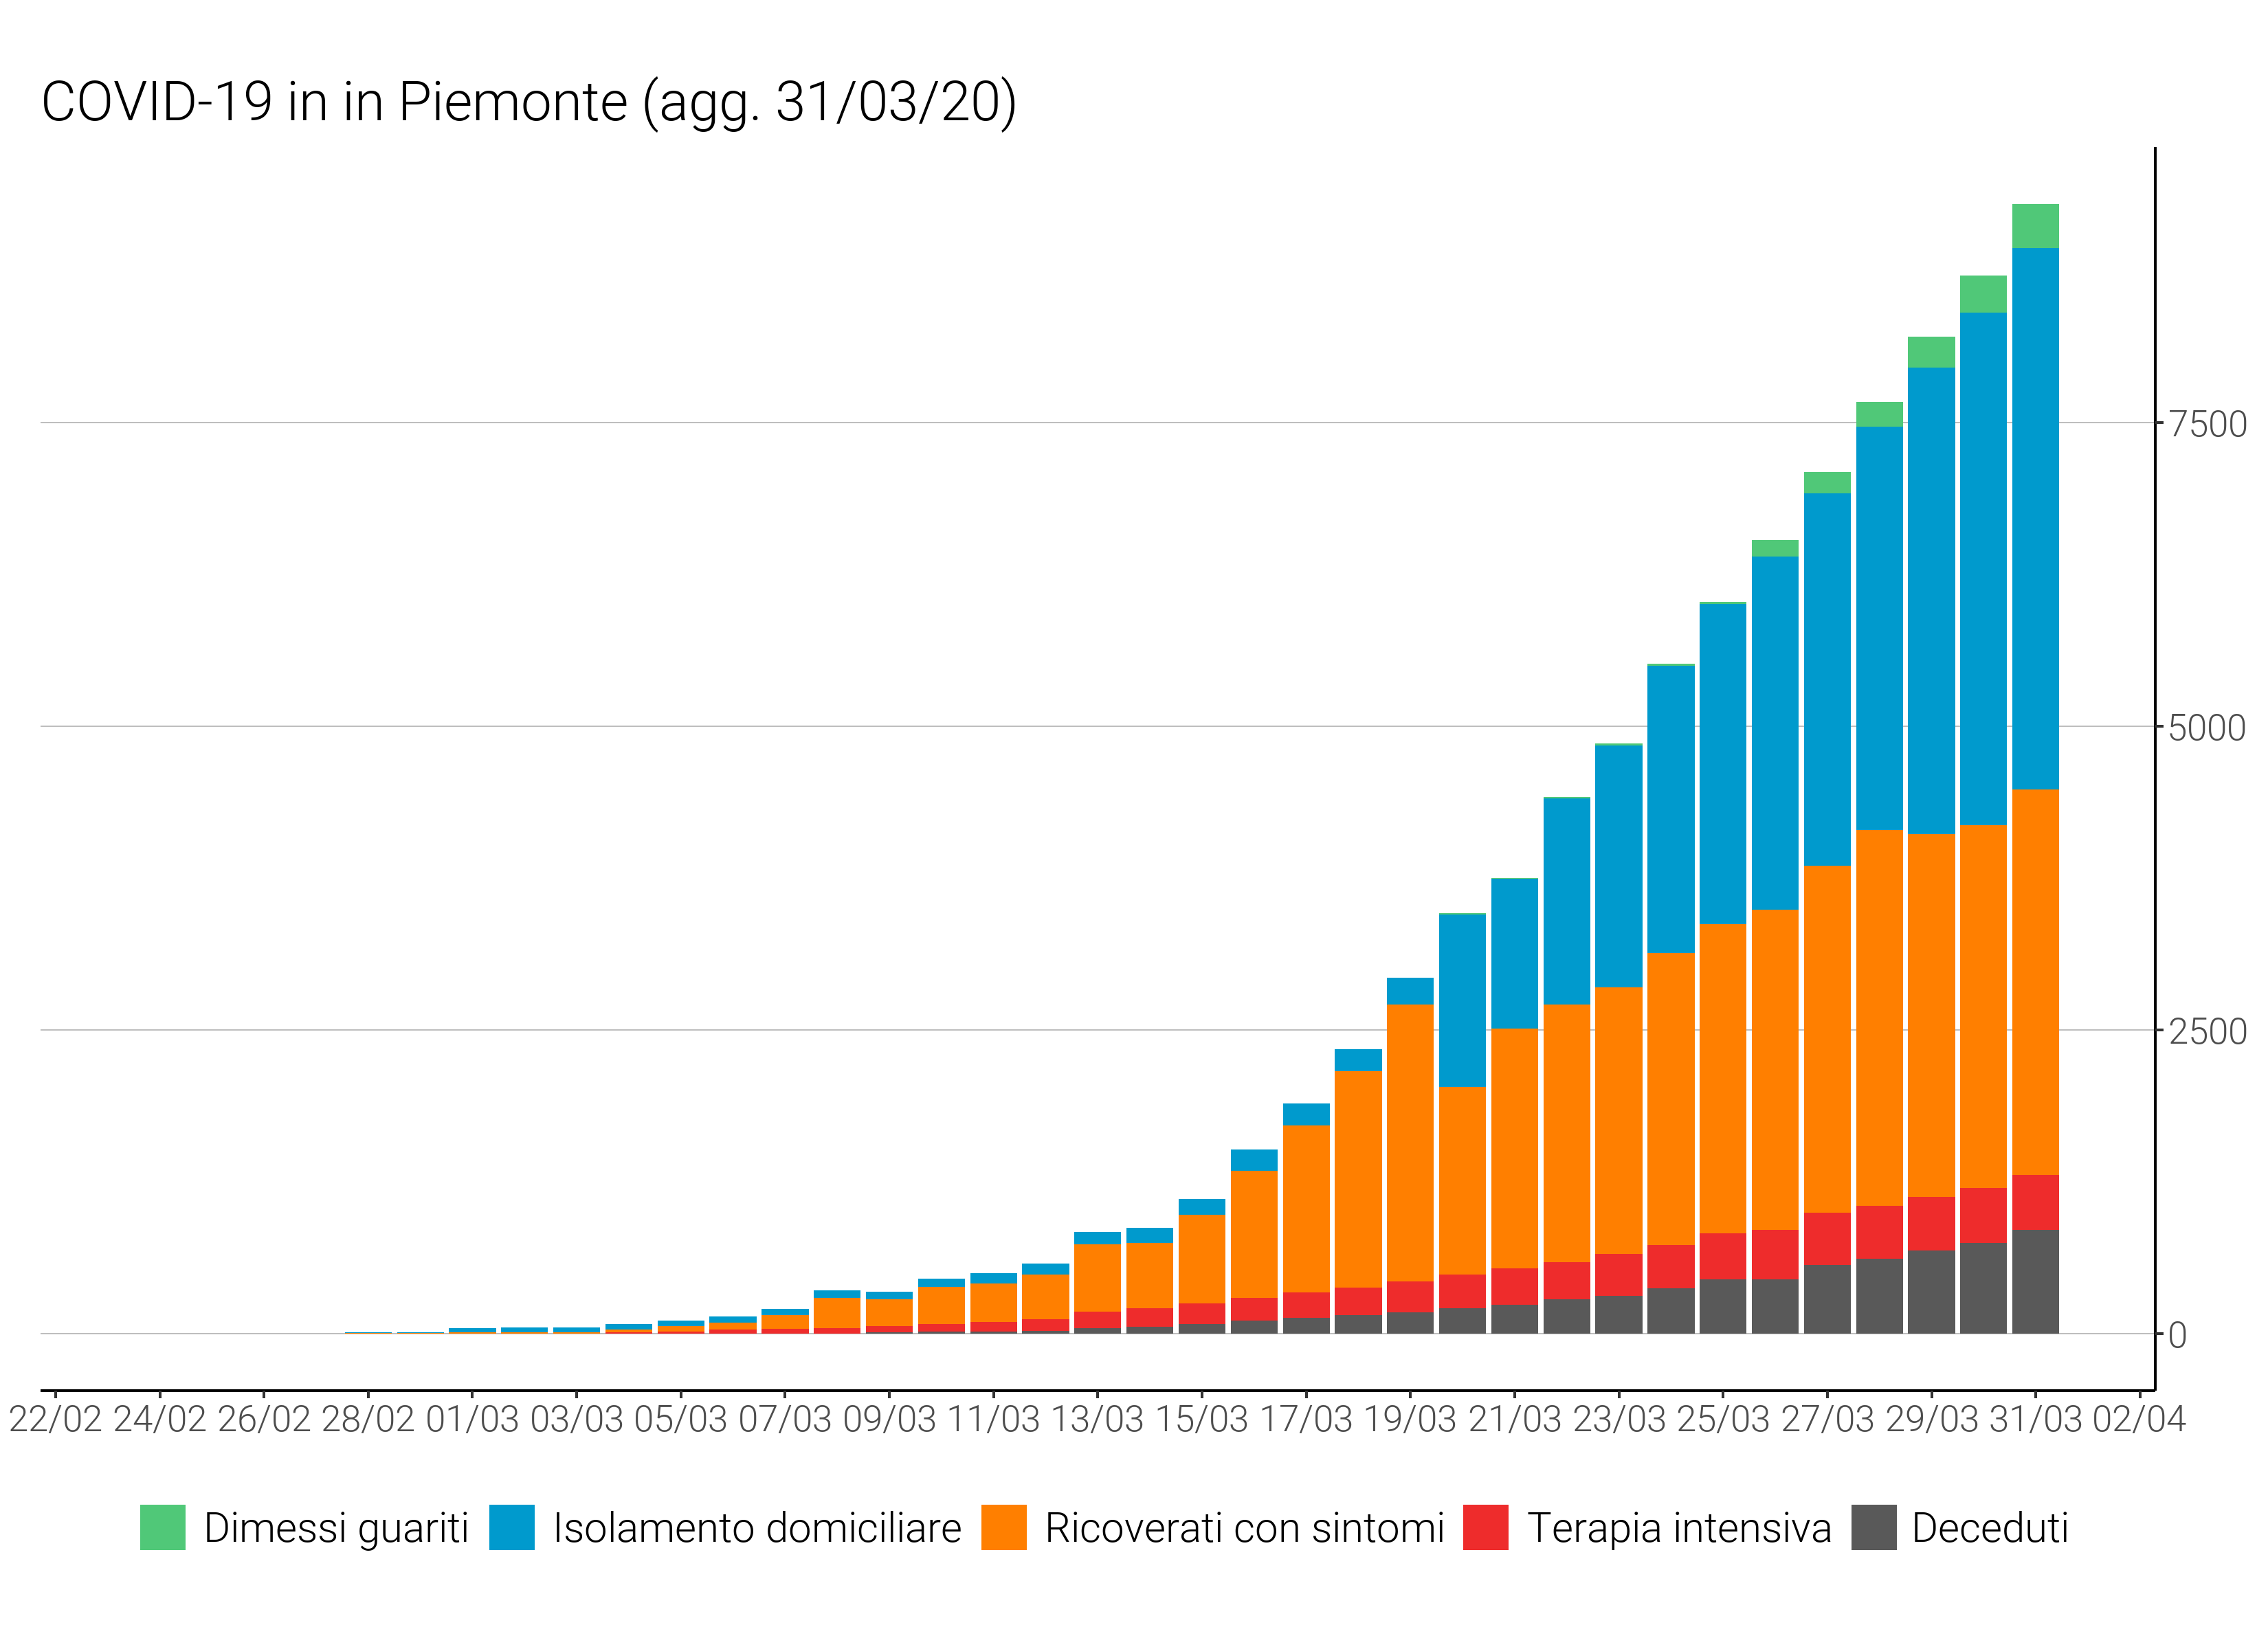 COVID-19 in in Piemonte (agg. 31/03/20)
7500
5000
2500
0
22/02 24/02 26/02 28/02 01/03 03/03 05/03 07/03 09/03 11/03 13/03 15/03 17/03 19/03 21/03 23/03 25/03 27/03 29/03 31/03 02/04
Dimessi guariti Isolamento domiciliare Ricoverati con sintomi Terapia intensiva Deceduti